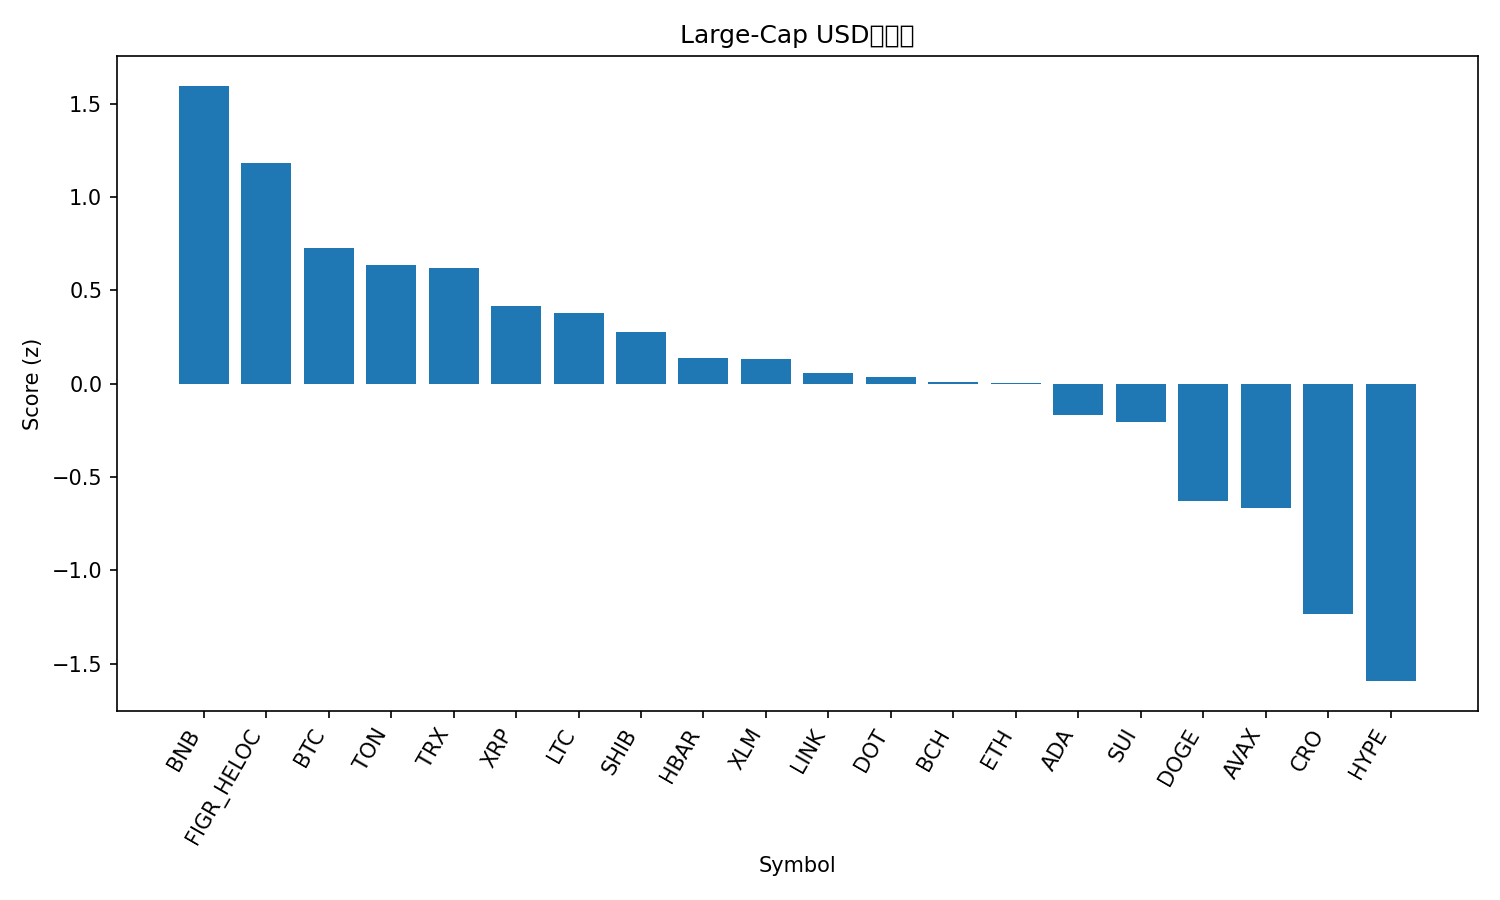 Large-Cap USD
Score (z)
1.5
1.0
0.5
0.0
−0.5
−1.0
−1.5
BNB
FIGR_HELOC
BTC
TON
TRX
XRP
LTC
SHIB
HBAR
XLM
LINK
DOT
BCH
ETH
ADA
SUI
DOGE
AVAX
CRO
HYPE
Symbol